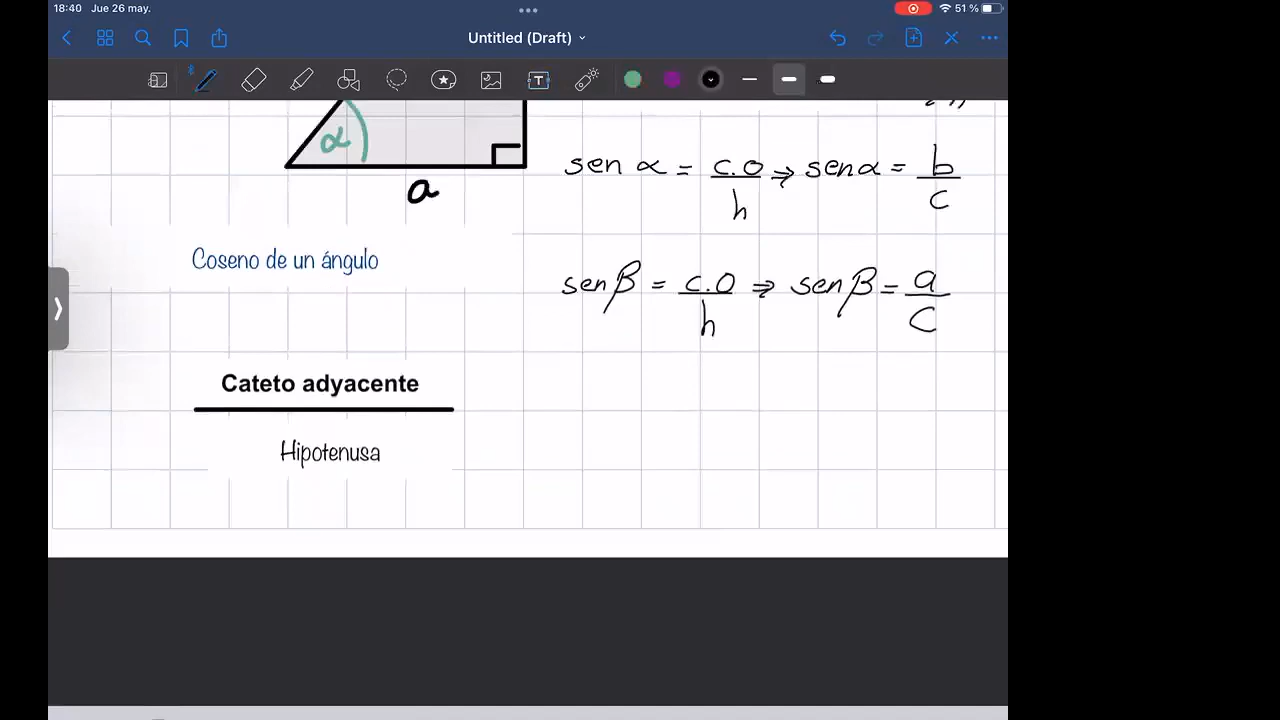 18:40 Jue 26 may.
51 %
Untitled (Draft)
T
α
a
sen α = c.o/h ⇒ sen α = b/c
Coseno de un ángulo
sen β = c.o/h ⇒ sen β = a/c
Cateto adyacente
Hipotenusa